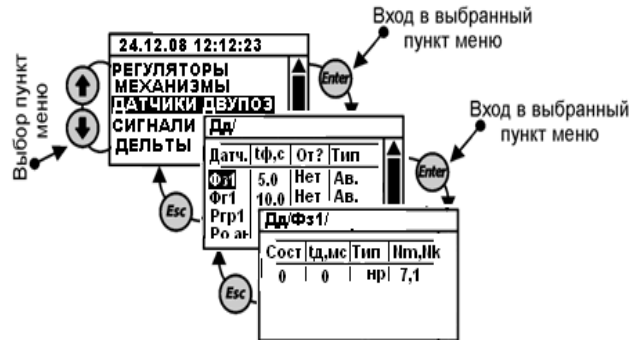 Вход в выбранный
пункт меню
24.12.08 12:12:23
РЕГУЛЯТОРЫ
МЕХАНИЗМЫ
ДАТЧИКИ ДВУПОЗ
СИГНАЛИ
ДЕЛЬТЫ
Enter
Выбор пункт
меню
Вход в выбранный
пункт меню
Дд/
Датч. tф,с От? Тип
Фз1 5.0 Нет Ав.
Фг1 10.0 Нет Ав.
Ргр1
Enter
Esc
Дд/Фз1/
Сост tд,мс Тип Nm,Nk
0 0 нр 7,1
Esc